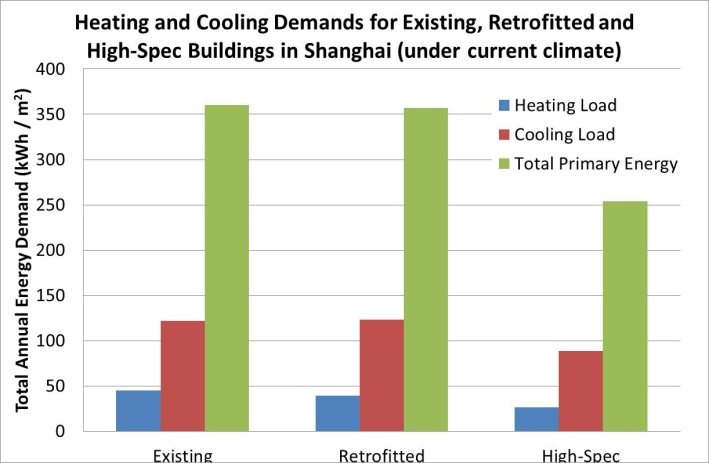 Heating and Cooling Demands for Existing, Retrofitted and
High-Spec Buildings in Shanghai (under current climate)
Total Annual Energy Demand (kWh / m²)
400
350
300
250
200
150
100
50
0
Heating Load
Cooling Load
Total Primary Energy
Existing
Retrofitted
High-Spec